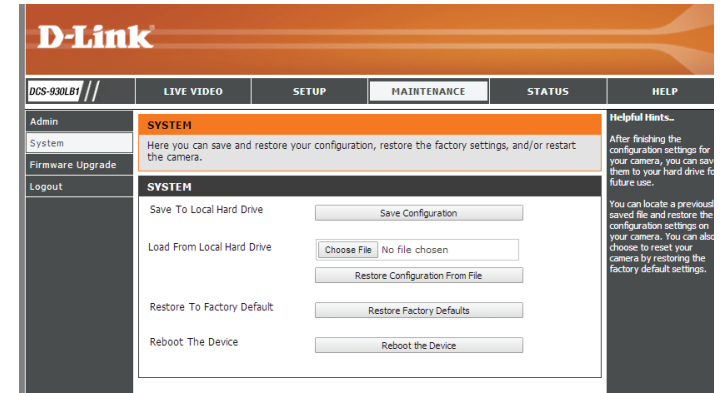 D-Link
DCS-930LB1 // LIVE VIDEO SETUP MAINTENANCE STATUS HELP
Admin
System
Firmware Upgrade
Logout
SYSTEM
Here you can save and restore your configuration, restore the factory settings, and/or restart
the camera.
SYSTEM
Save To Local Hard Drive Save Configuration
Load From Local Hard Drive Choose File No file chosen
Restore Configuration From File
Restore To Factory Default Restore Factory Defaults
Reboot The Device Reboot the Device
Helpful Hints..
After finishing the
configuration settings for
your camera, you can sav
them to your hard drive fo
future use.
You can locate a previousl
saved file and restore the
configuration settings on
your camera. You can also
choose to reset your
camera by restoring the
factory default settings.